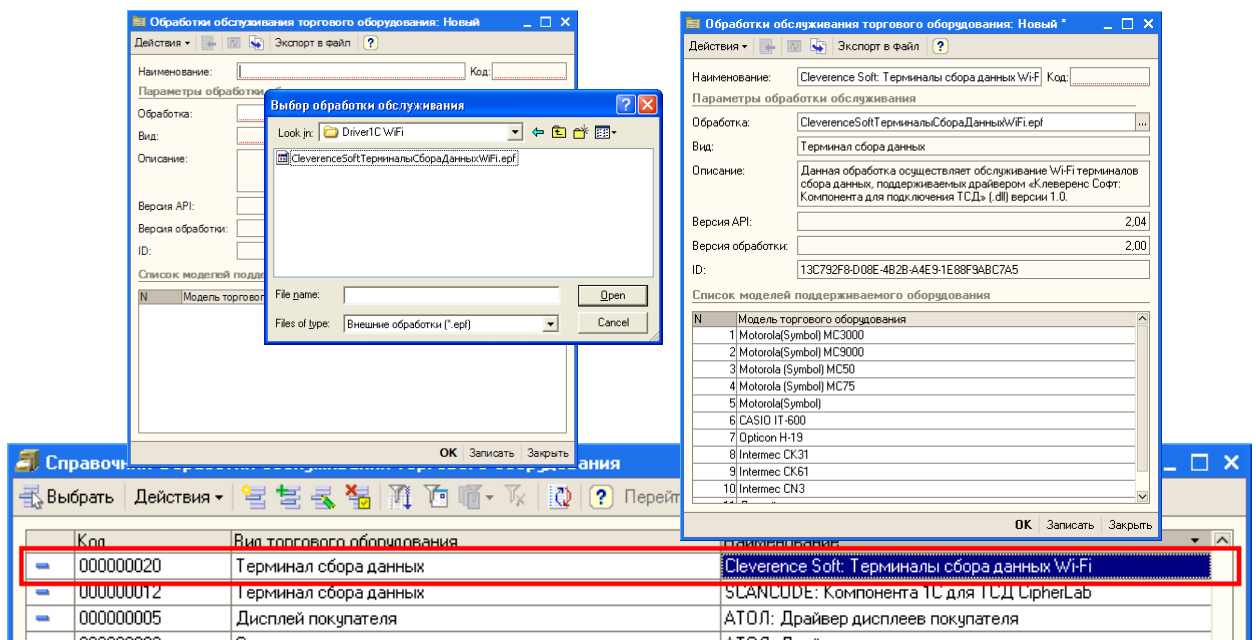 Обработки обслуживания торгового оборудования: Новый
Действия
Экспорт в файл
Наименование:
Код:
Параметры обработки
Обработка:
Вид:
Описание:
Версия API:
Версия обработки:
ID:
Список моделей
N
Выбор обработки обслуживания
Look in: Driver1C WiFi
CleverenceSoftТерминалыСбораДанныхWiFi.epf
File name:
Open
Files of type: Внешние обработки (*.epf)
Cancel
OK Записать Закрыть
Обработки обслуживания торгового оборудования: Новый *
Действия
Экспорт в файл
Наименование: Cleverence Soft: Терминалы сбора данных Wi-F Код:
Параметры обработки обслуживания
Обработка: CleverenceSoftТерминалыСбораДанныхWiFi.epf ...
Вид: Терминал сбора данных
Описание: Данная обработка осуществляет обслуживание Wi-Fi терминалов
сбора данных, поддерживаемых драйвером «Клеверенс Софт:
Компонента для подключения ТСД» (.dll) версии 1.0.
Версия API: 2,04
Версия обработки: 2,00
ID: 13C792F8-D08E-4B2B-A4E9-1E88F9ABC7A5
Список моделей поддерживаемого оборудования
N Модель торгового оборудования
1 Motorola(Symbol) MC3000
2 Motorola(Symbol) MC9000
3 Motorola (Symbol) MC50
4 Motorola (Symbol) MC75
5 Motorola(Symbol)
6 CASIO IT-600
7 Opticon H-19
8 Intermec CK31
9 Intermec CK61
10 Intermec CN3
OK Записать Закрыть
Выбрать Действия
Код Вид торгового оборудования Наименование
000000020 Терминал сбора данных Cleverence Soft: Терминалы сбора данных Wi-Fi
000000012 Терминал сбора данных SCANCODE: Компонента 1С для ТСД CipherLab
000000005 Дисплей покупателя АТОЛ: Драйвер дисплеев покупателя